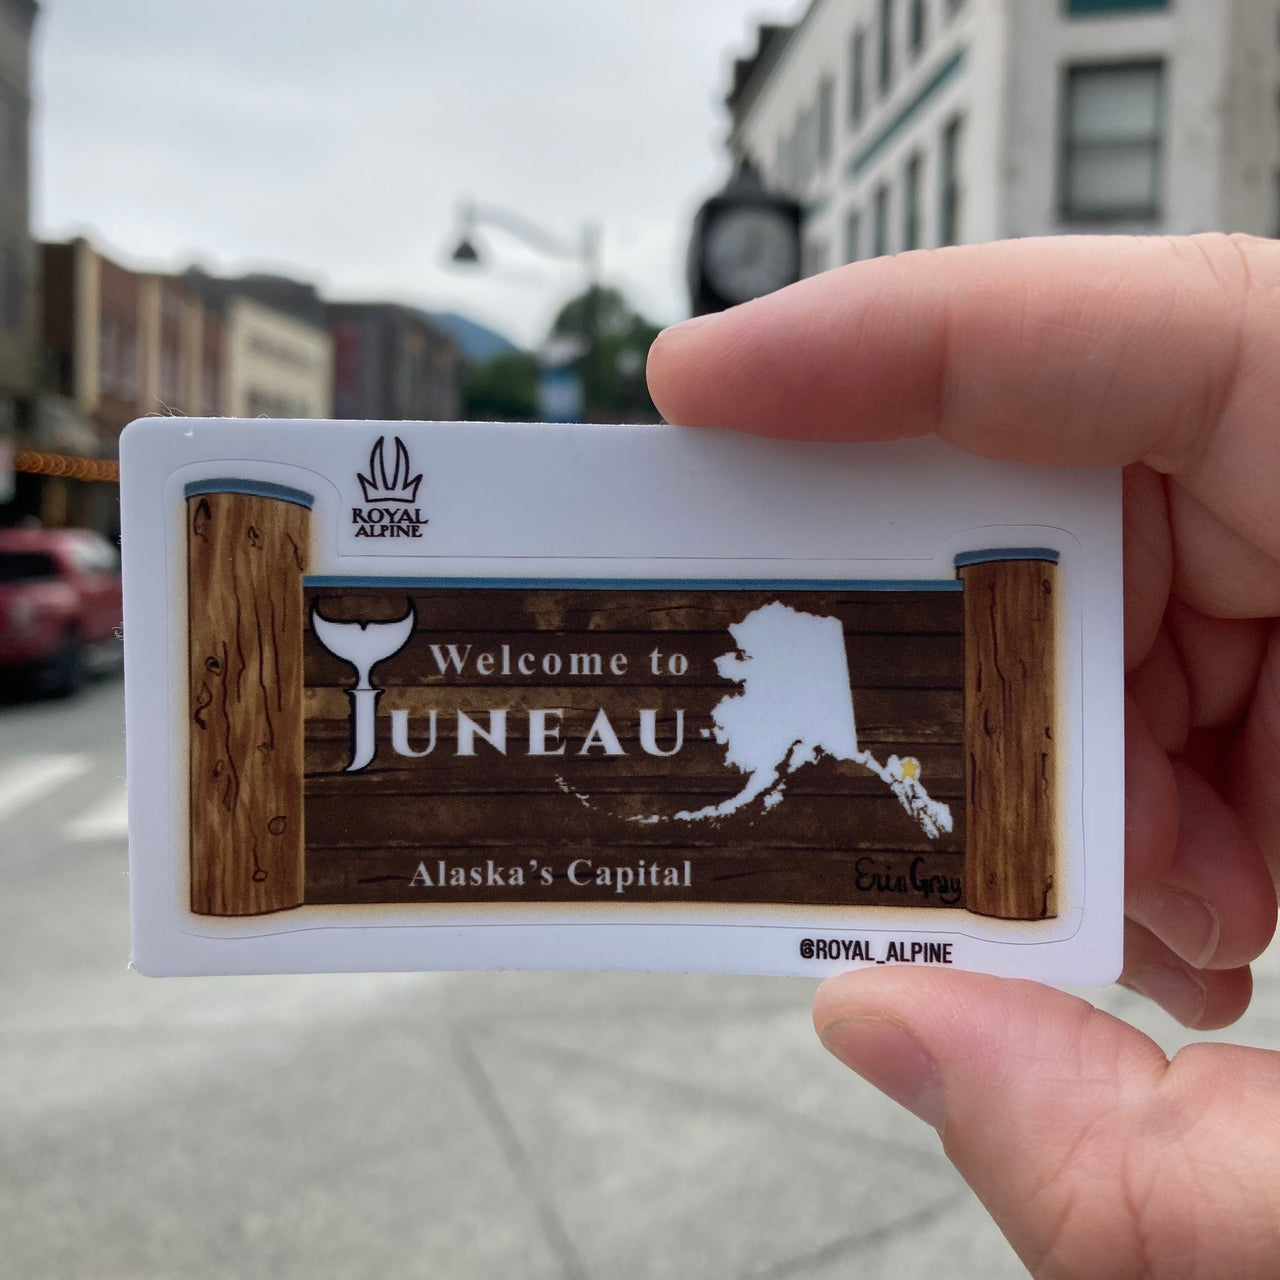 ROYAL
ALPINE
Welcome to
JUNEAU
Alaska's Capital
Erin Gray
@ROYAL_ALPINE